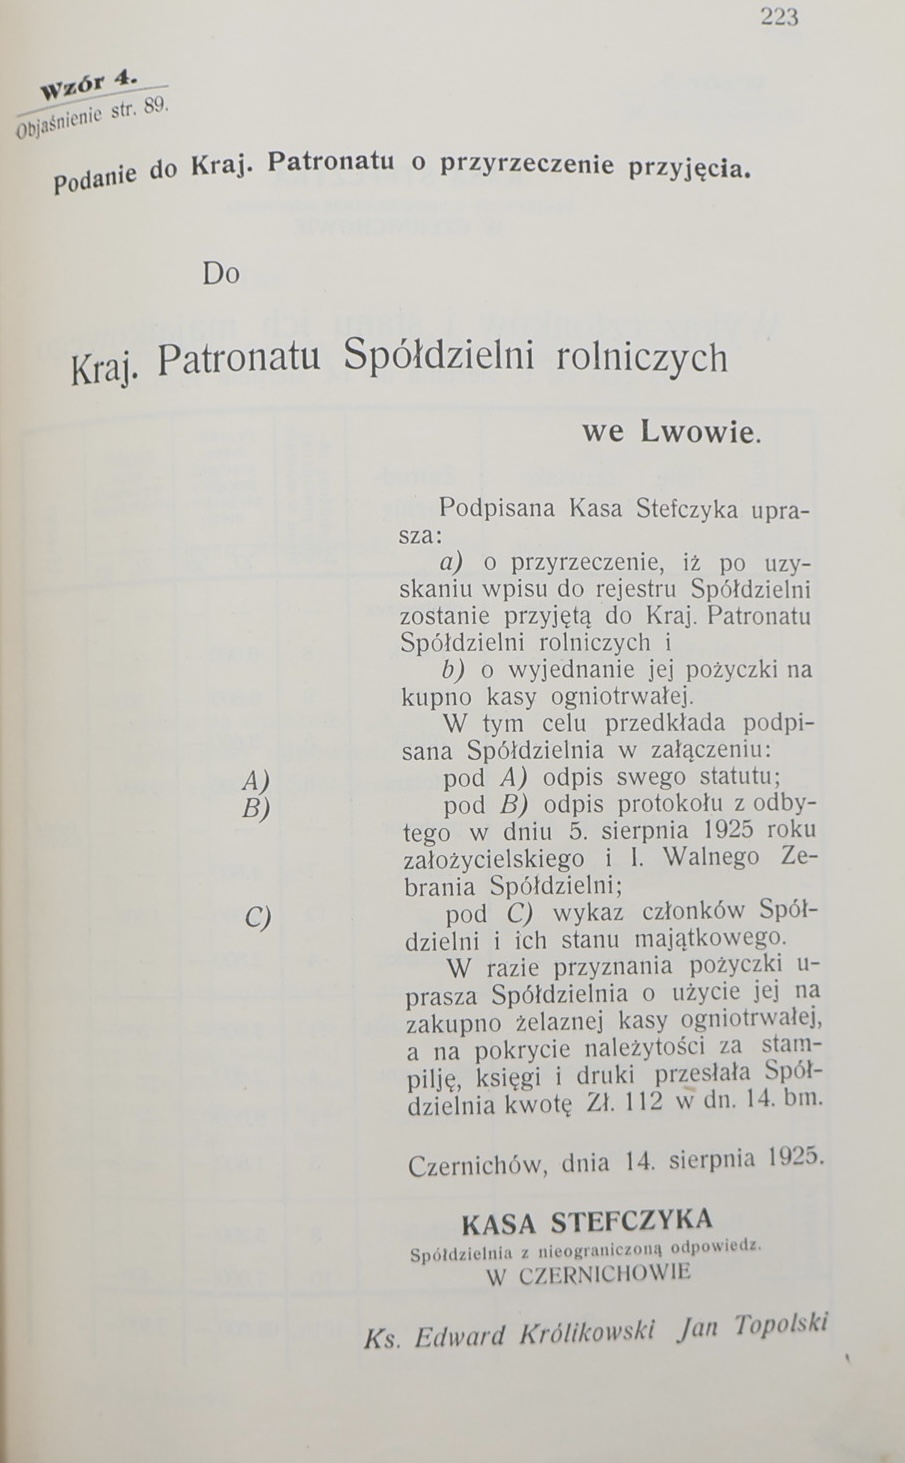 223
Wzór 4.
Objaśnienie str. 89.
Podanie do Kraj. Patronatu o przyrzeczenie przyjęcia.
Do
Kraj. Patronatu Spółdzielni rolniczych
we Lwowie.
Podpisana Kasa Stefczyka upra-
sza:
a) o przyrzeczenie, iż po uzy-
skaniu wpisu do rejestru Spółdzielni
zostanie przyjętą do Kraj. Patronatu
Spółdzielni rolniczych i
b) o wyjednanie jej pożyczki na
kupno kasy ogniotrwałej.
W tym celu przedkłada podpi-
sana Spółdzielnia w załączeniu:
A) pod A) odpis swego statutu;
B) pod B) odpis protokołu z odby-
tego w dniu 5. sierpnia 1925 roku
założycielskiego i I. Walnego Ze-
brania Spółdzielni;
C) pod C) wykaz członków Spół-
dzielni i ich stanu majątkowego.
W razie przyznania pożyczki u-
prasza Spółdzielnia o użycie jej na
zakupno żelaznej kasy ogniotrwałej,
a na pokrycie należytości za stam-
pilję, księgi i druki przesłała Spół-
dzielnia kwotę Zł. 112 w dn. 14. bm.
Czernichów, dnia 14. sierpnia 1925.
KASA STEFCZYKA
Spółdzielnia z nieograniczoną odpowiedz.
W CZERNICHOWIE
Ks. Edward Królikowski Jan Topolski